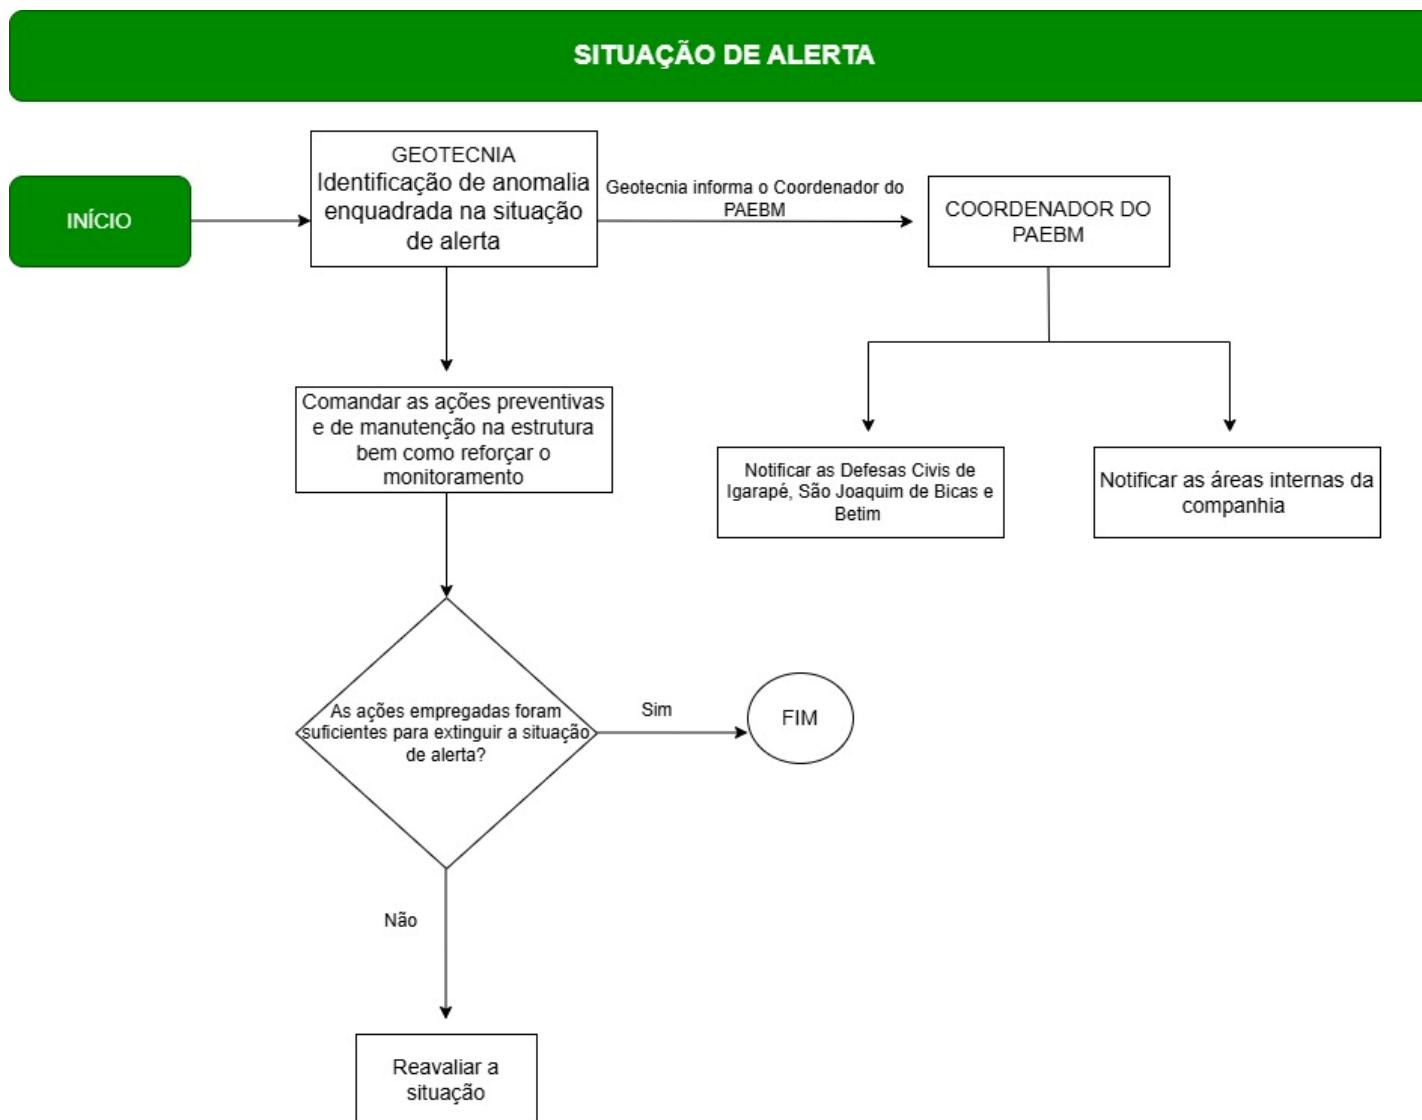 SITUAÇÃO DE ALERTA
INÍCIO
GEOTECNIA
Identificação de anomalia
enquadrada na situação
de alerta
Geotecnia informa o Coordenador do
PAEBM
COORDENADOR DO
PAEBM
Comandar as ações preventivas
e de manutenção na estrutura
bem como reforçar o
monitoramento
Notificar as Defesas Civis de
Igarapé, São Joaquim de Bicas e
Betim
Notificar as áreas internas da
companhia
As ações empregadas foram
suficientes para extinguir a situação
de alerta?
Sim
FIM
Não
Reavaliar a
situação